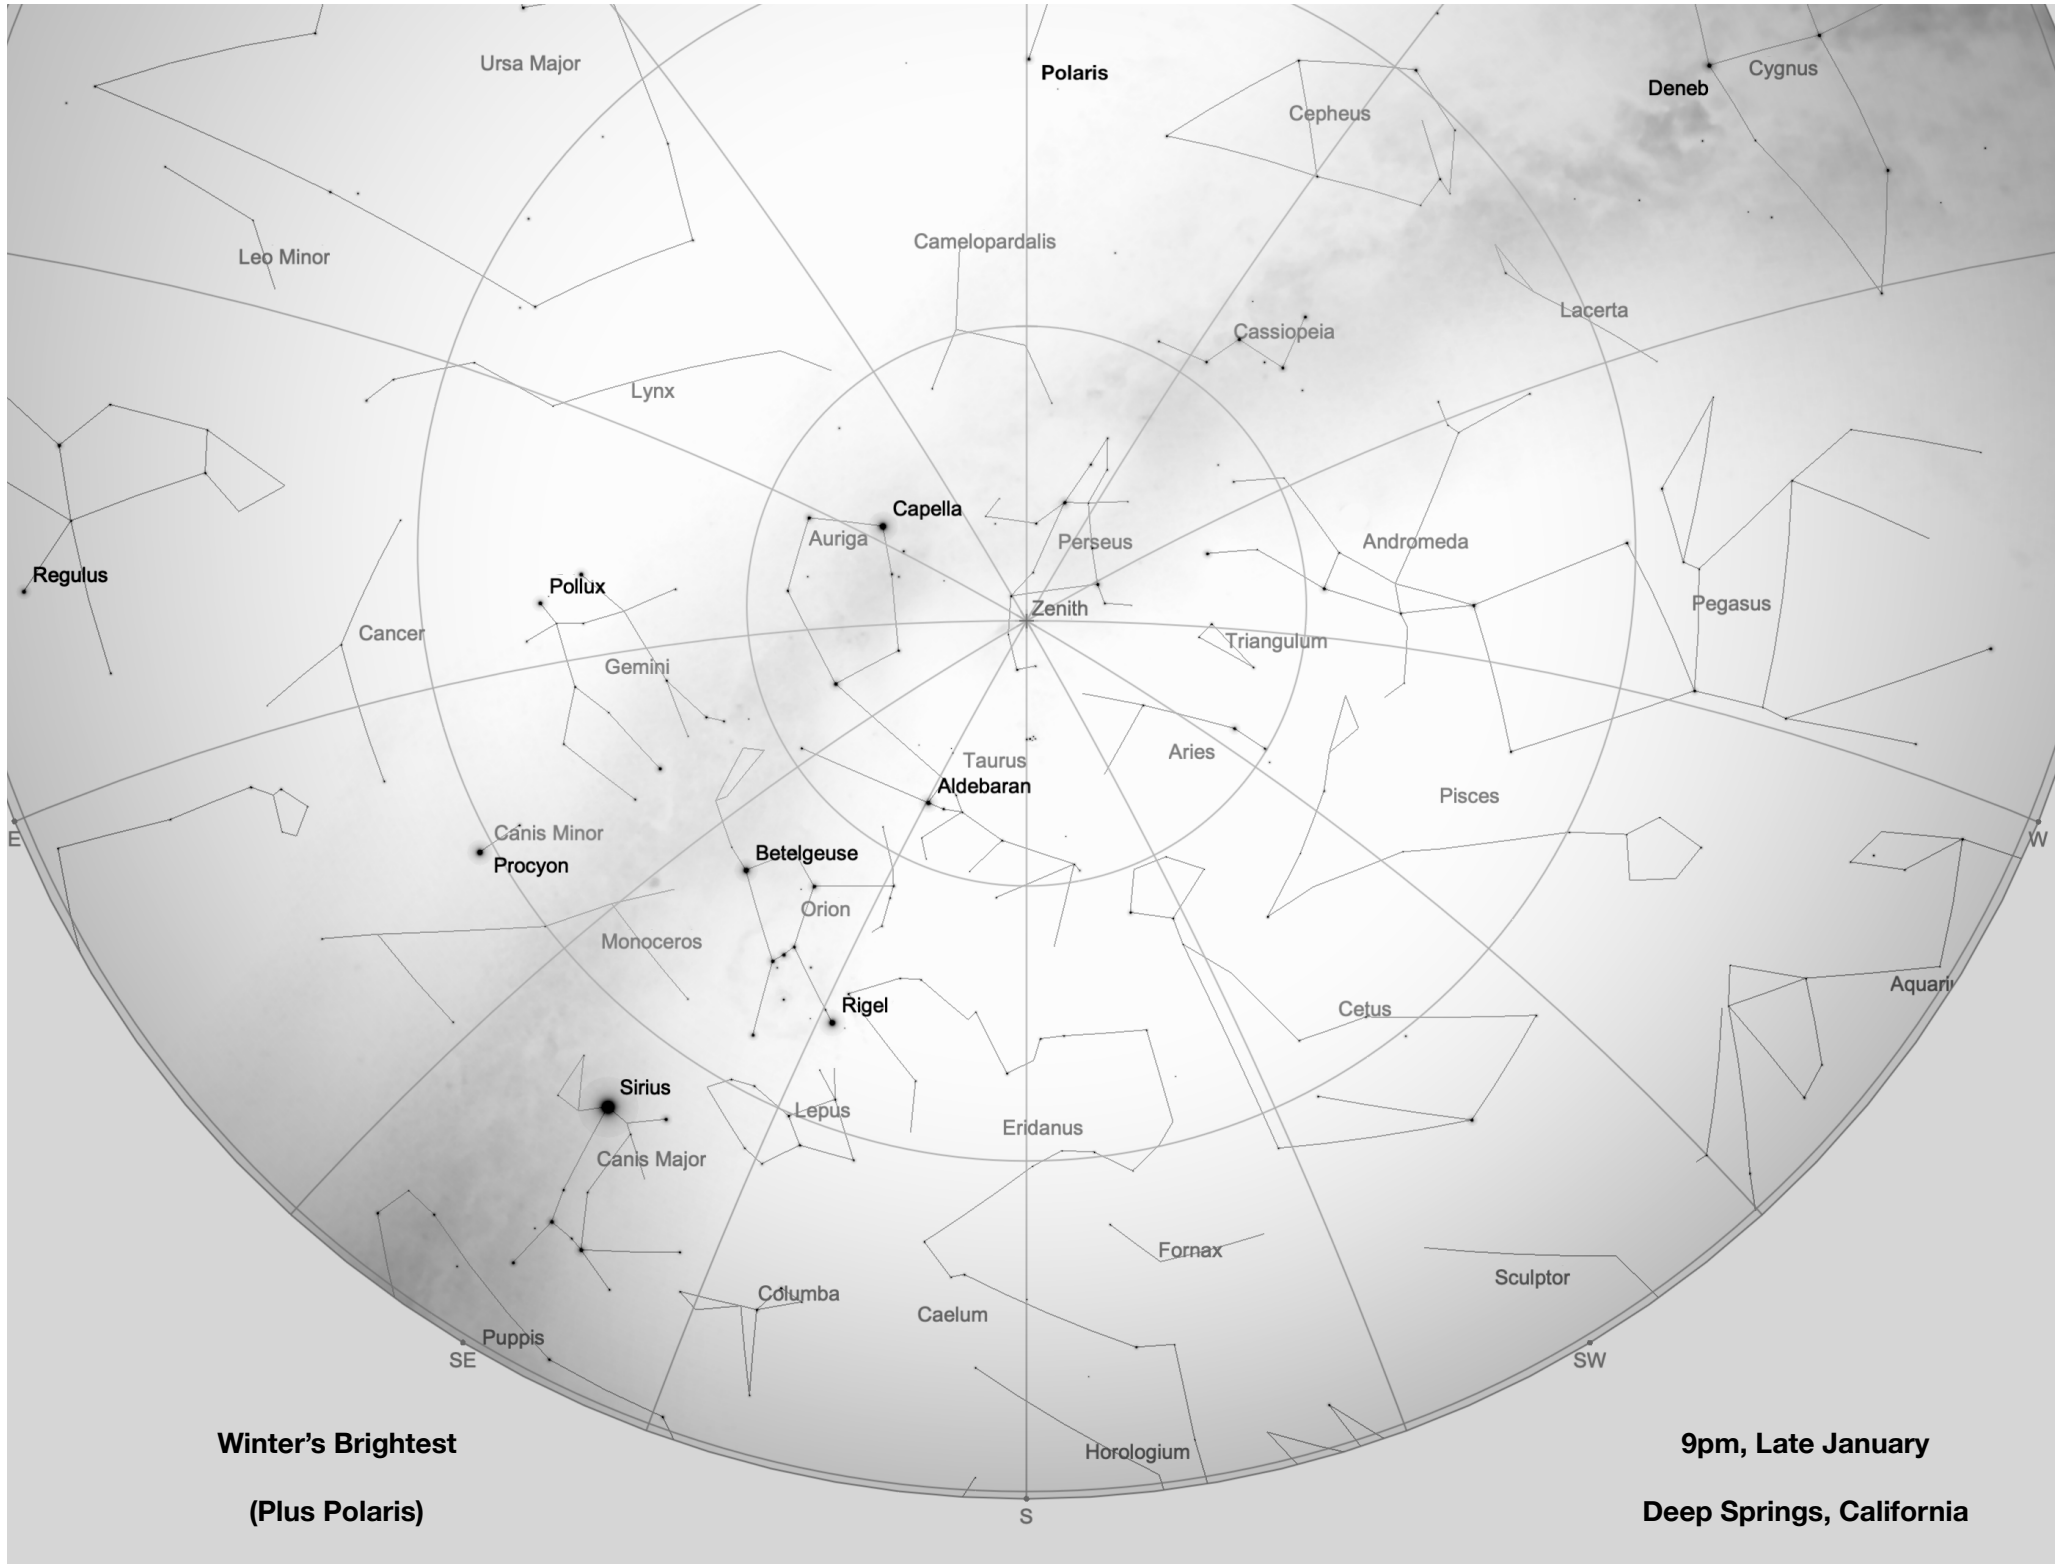 Ursa Major
Polaris
Cygnus
Deneb
Cepheus
Camelopardalis
Leo Minor
Lacerta
Cassiopeia
Lynx
Capella
Auriga
Perseus
Andromeda
Regulus
Pollux
Zenith
Pegasus
Cancer
Triangulum
Gemini
Taurus
Aries
Aldebaran
Pisces
E
Canis Minor
W
Procyon
Betelgeuse
Orion
Monoceros
Aquari
Rigel
Cetus
Sirius
Lepus
Eridanus
Canis Major
Fornax
Sculptor
Columba
Caelum
Puppis
SE
SW
Horologium
Winter’s Brightest
(Plus Polaris)
9pm, Late January
Deep Springs, California
S